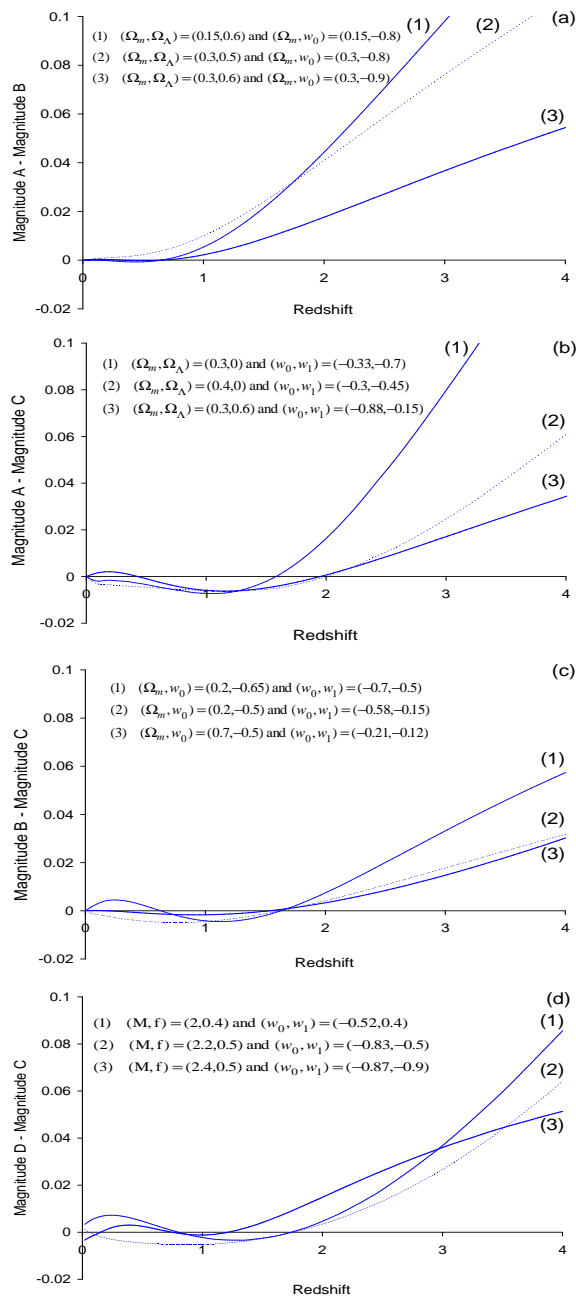 0.1
(1) (2) (a)
(1) (Ωm,ΩΛ)=(0.15,0.6) and (Ωm,w0)=(0.15,−0.8)
0.08
(2) (Ωm,ΩΛ)=(0.3,0.5) and (Ωm,w0)=(0.3,−0.8)
(3) (Ωm,ΩΛ)=(0.3,0.6) and (Ωm,w0)=(0.3,−0.9)
0.06
(3)
0.04
0.02
0
0 1 2 3 4
-0.02
Magnitude A - Magnitude B
Redshift
0.1
(1) (b)
(1) (Ωm,ΩΛ)=(0.3,0) and (w0,w1)=(−0.33,−0.7)
0.08
(2) (Ωm,ΩΛ)=(0.4,0) and (w0,w1)=(−0.3,−0.45)
(3) (Ωm,ΩΛ)=(0.3,0.6) and (w0,w1)=(−0.88,−0.15)
(2)
0.06
0.04
(3)
0.02
0
0 1 2 3 4
-0.02
Magnitude A - Magnitude C
Redshift
0.1
(c)
(1) (Ωm,w0)=(0.2,−0.65) and (w0,w1)=(−0.7,−0.5)
0.08
(2) (Ωm,w0)=(0.2,−0.5) and (w0,w1)=(−0.58,−0.15)
(3) (Ωm,w0)=(0.7,−0.5) and (w0,w1)=(−0.21,−0.12)
0.06
(1)
0.04
(2)
(3)
0.02
0
0 1 2 3 4
-0.02
Magnitude B - Magnitude C
Redshift
0.1
(d)
(1)
(1) (M,f)=(2,0.4) and (w0,w1)=(−0.52,0.4)
0.08
(2) (M,f)=(2.2,0.5) and (w0,w1)=(−0.83,−0.5)
(3) (M,f)=(2.4,0.5) and (w0,w1)=(−0.87,−0.9)
0.06
(2)
(3)
0.04
0.02
0
0 1 2 3 4
-0.02
Magnitude D - Magnitude C
Redshift